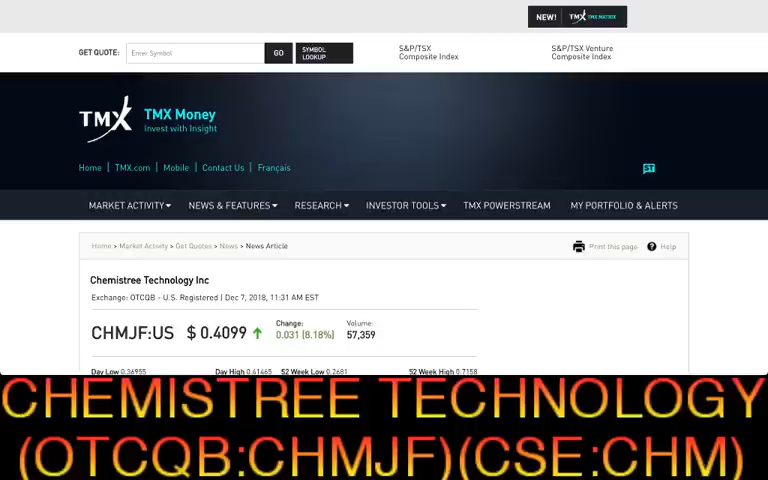 NEW! TMX TMX MATRIX
GET QUOTE: Enter Symbol GO SYMBOL LOOKUP
S&P/TSX Composite Index
S&P/TSX Venture Composite Index
TMX TMX Money
Invest with Insight
Home | TMX.com | Mobile | Contact Us | Français
ST
MARKET ACTIVITY NEWS & FEATURES RESEARCH INVESTOR TOOLS TMX POWERSTREAM MY PORTFOLIO & ALERTS
Home > Market Activity > Get Quotes > News > News Article Print this page ? Help
Chemistree Technology Inc
Exchange: OTCQB - U.S. Registered | Dec 7, 2018, 11:31 AM EST
CHMJF:US $ 0.4099 Change: 0.031 (8.18%) Volume: 57,359
Day Low 0.36955 Day High 0.41465 52 Week Low 0.2681 52 Week High 0.7158
CHEMISTREE TECHNOLOGY
(OTCQB:CHMJF)(CSE:CHM)